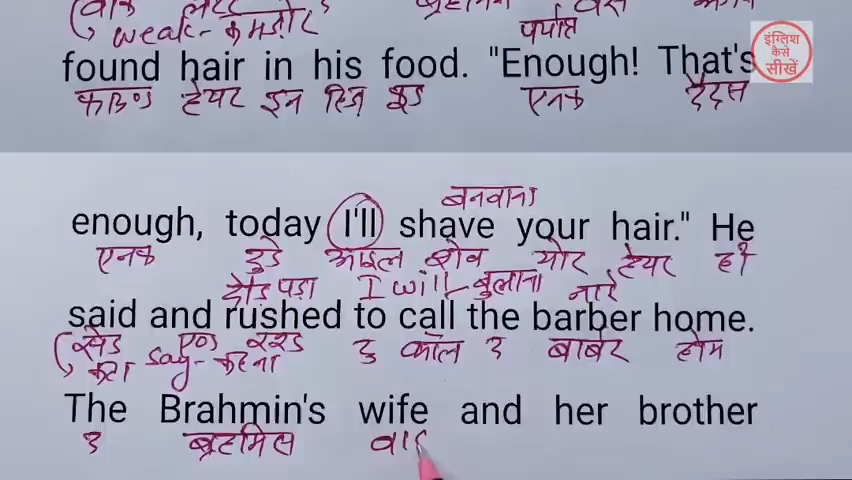 weak - कमजोर
पर्याप्त
found hair in his food. "Enough! That's
फाउण्ड हेयर इन हिज फूड एनफ दैट्स
इंग्लिश
कैसे
सीखें
बनवाना
enough, today I'll shave your hair." He
एनफ टुडे आइल शेव योर हेयर ही
दौड़ पड़ा I will बुलाना
said and rushed to call the barber home.
सेड एण्ड रश्ड टु कॉल द बार्बर होम
कहा say - कहना
The Brahmin's wife and her brother
द ब्रहमिंस वाइ